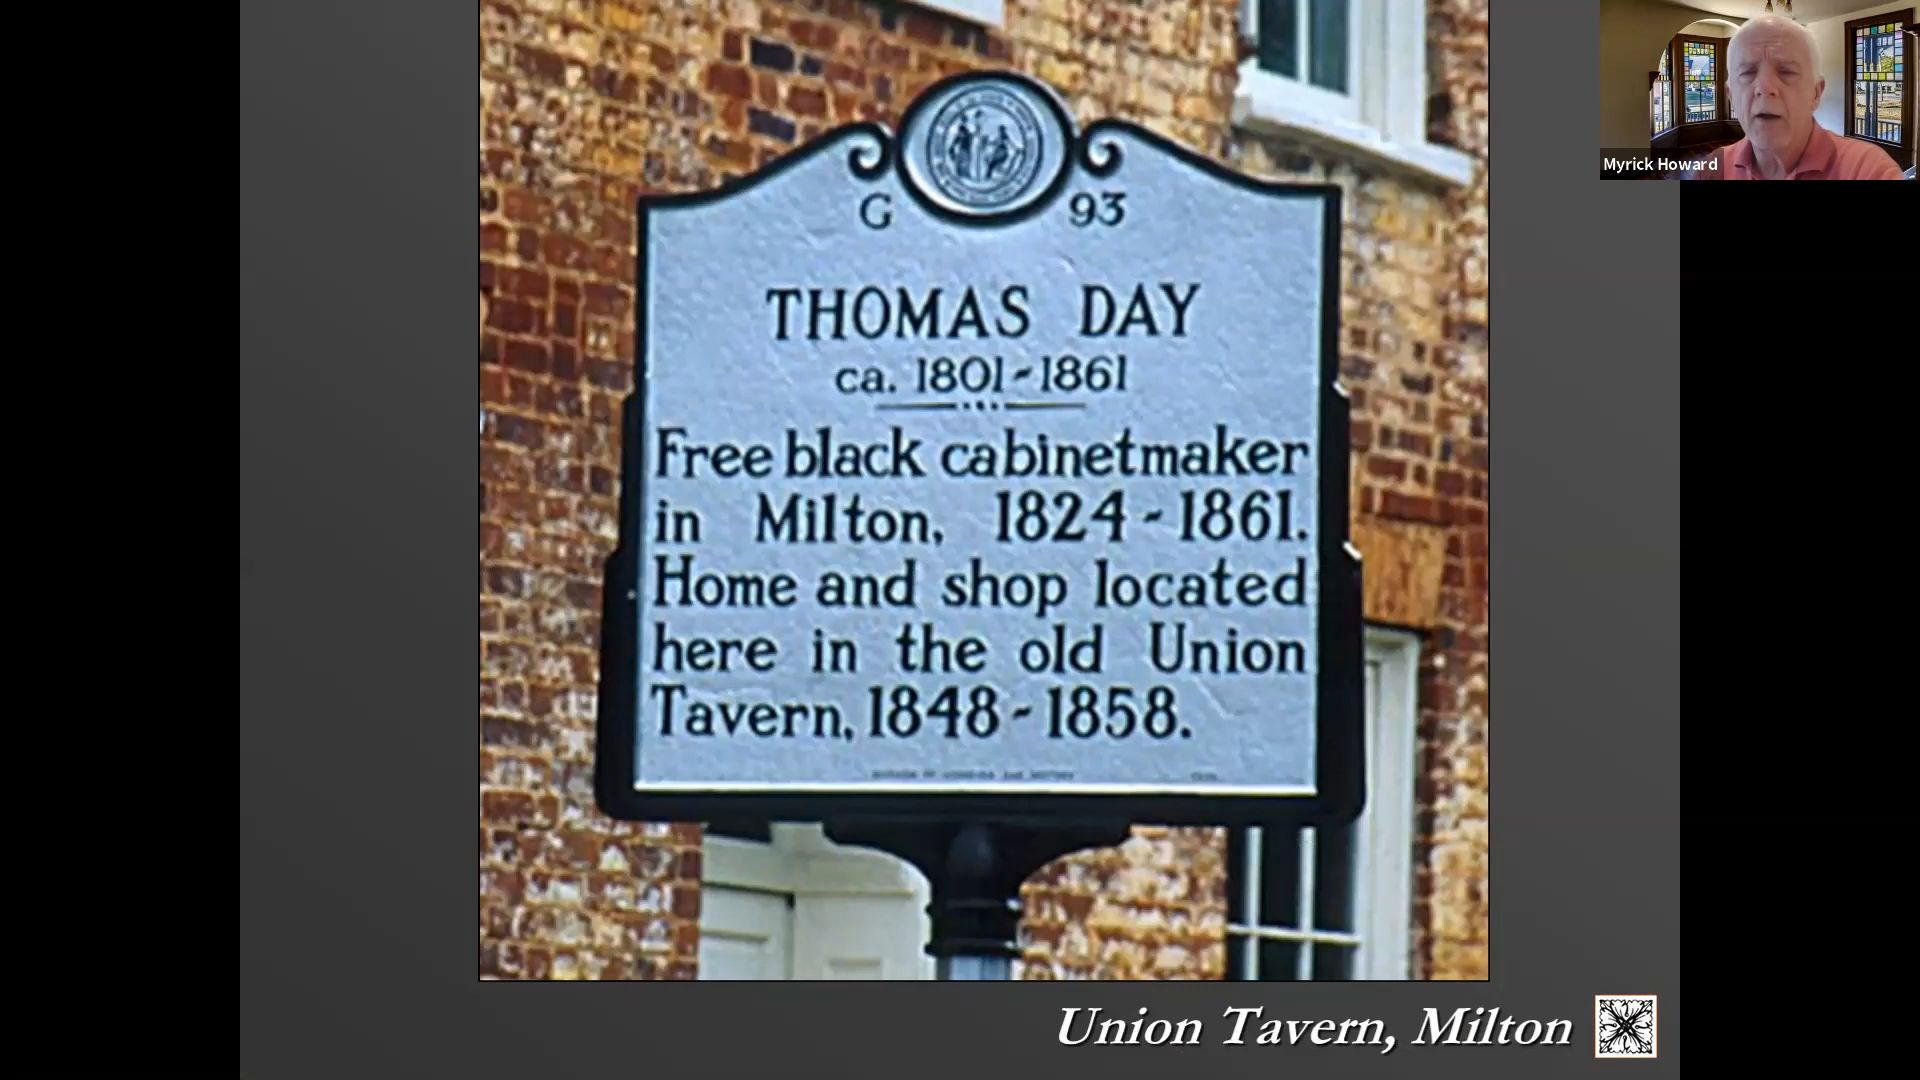 Myrick Howard
G 93
THOMAS DAY
ca. 1801-1861
Free black cabinetmaker
in Milton, 1824-1861.
Home and shop located
here in the old Union
Tavern, 1848-1858.
Union Tavern, Milton